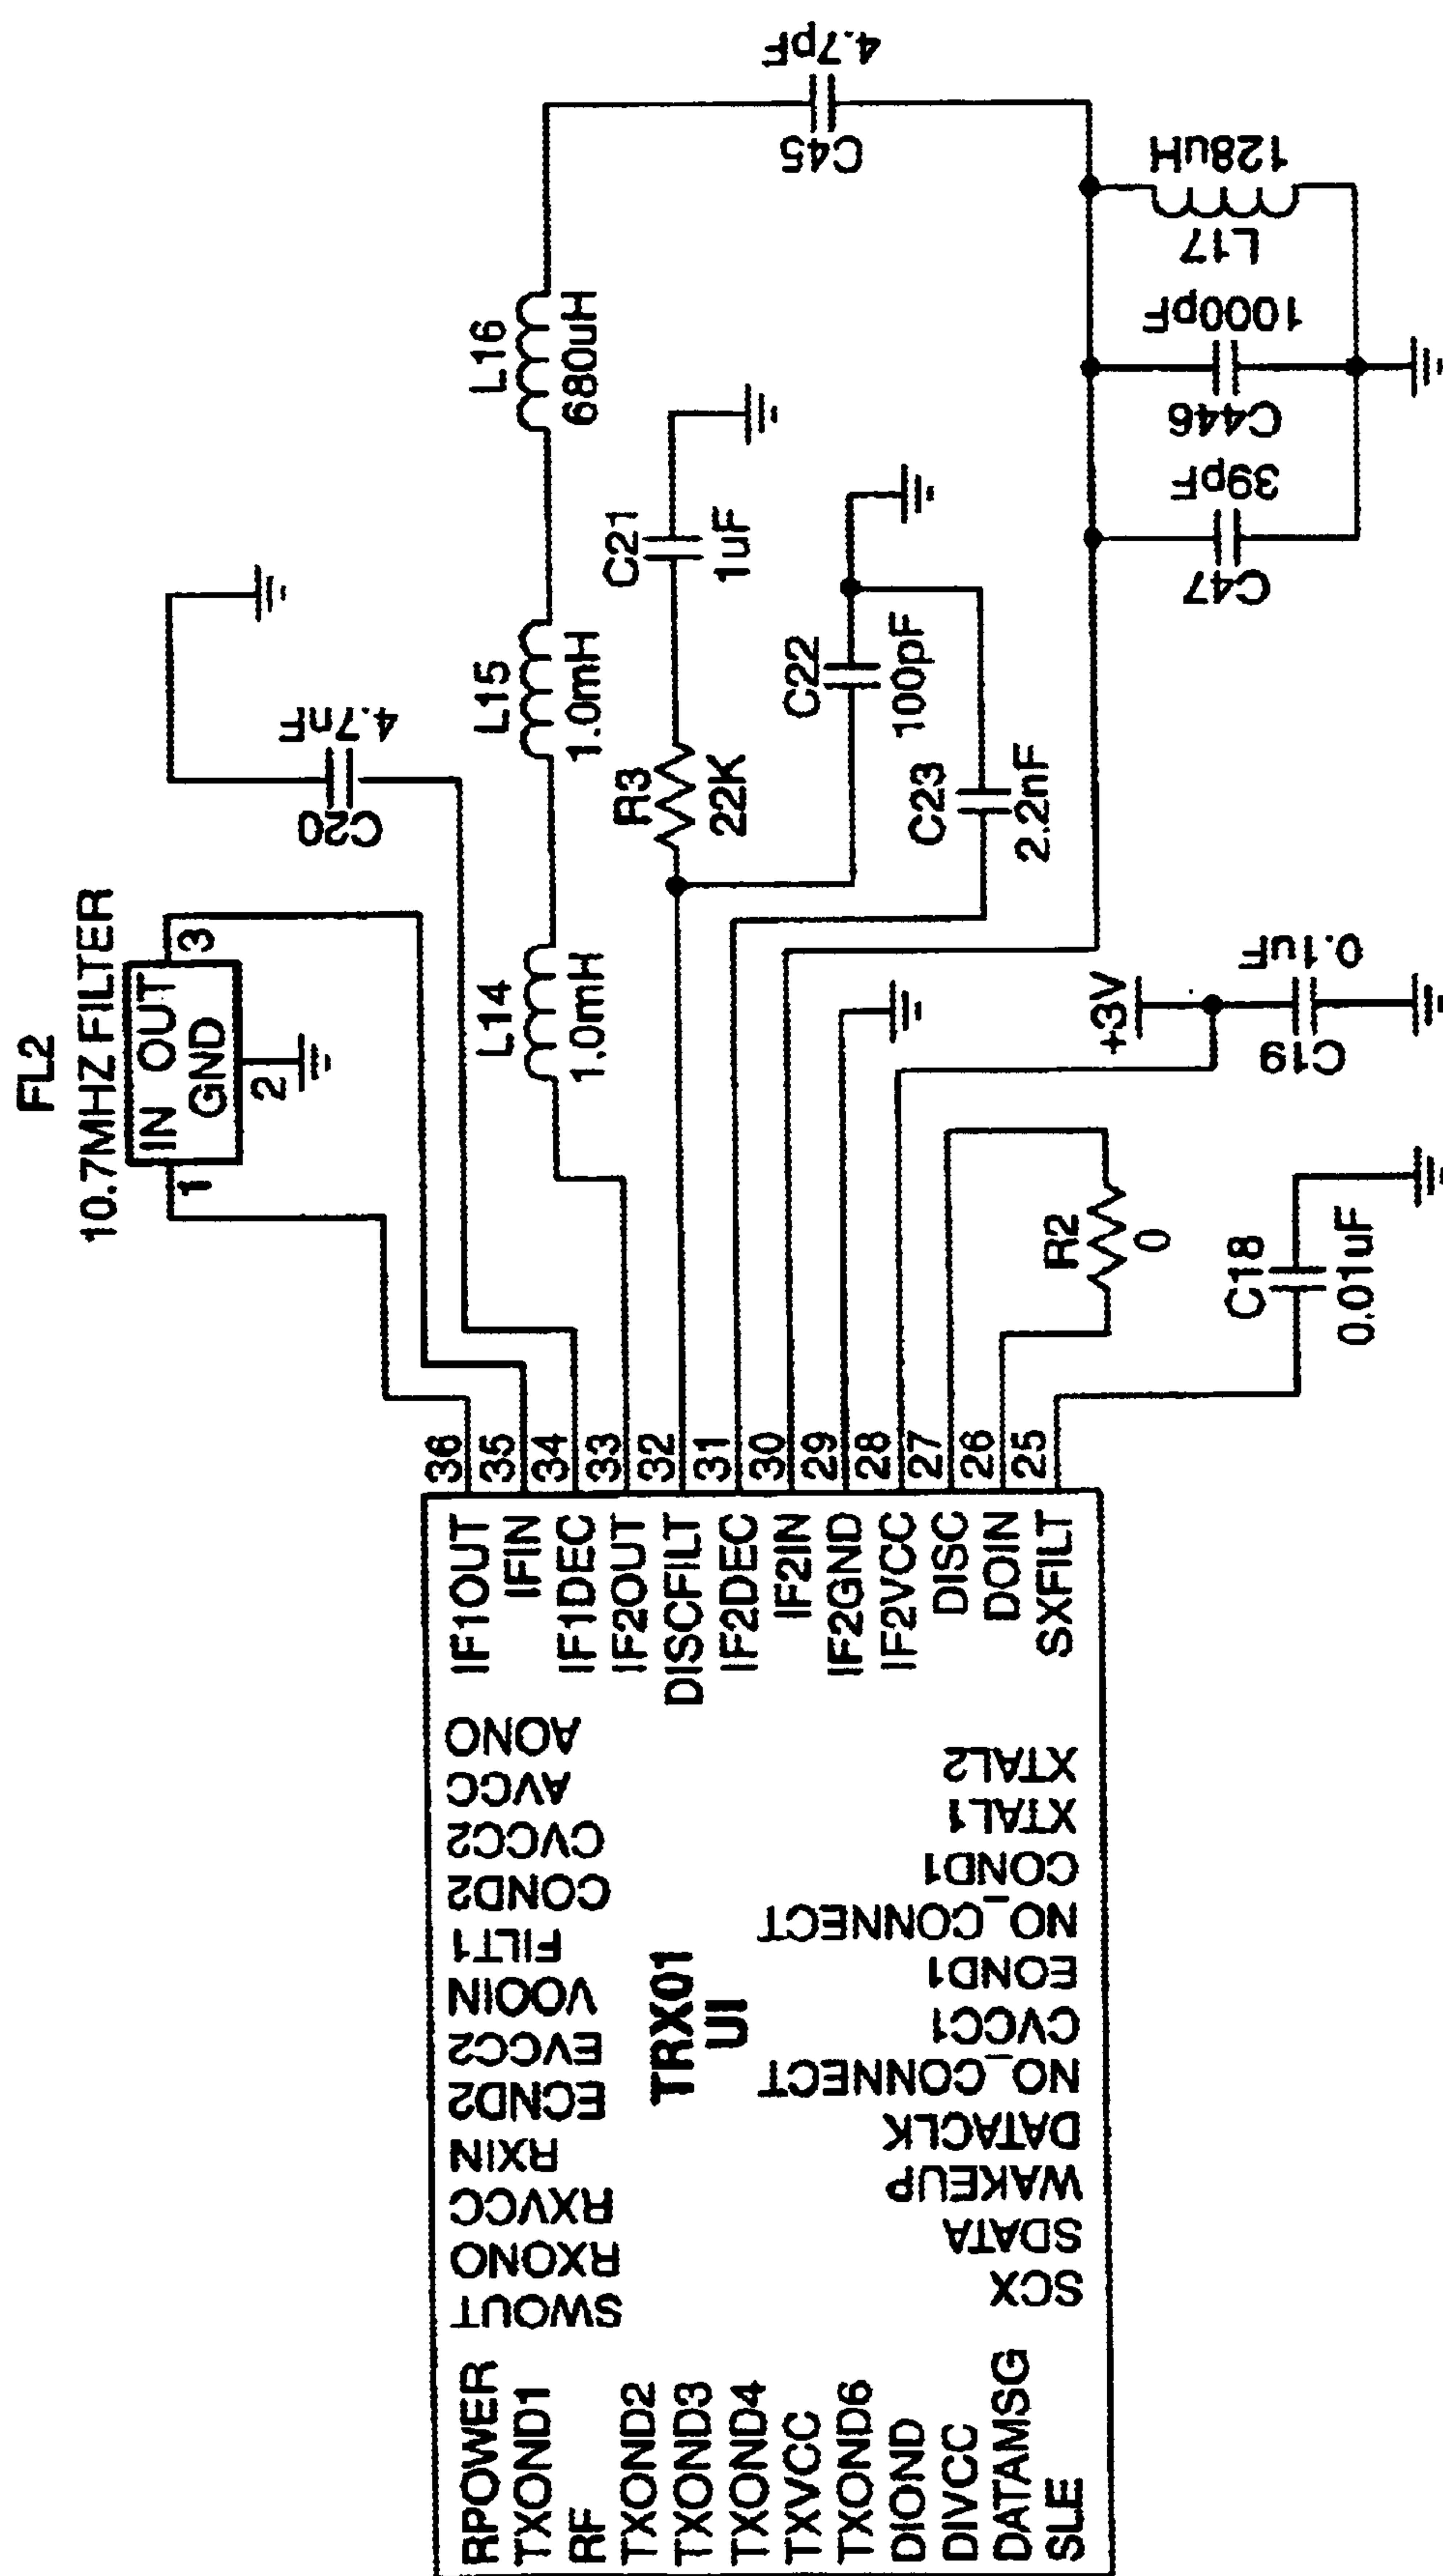 FL2
10.7MHZ FILTER
IN OUT
GND
1
2
3
C20
4.7nF
L14
1.0mH
L15
1.0mH
L16
680uH
C45
4.7pF
R3
22K
C21
1uF
C22
100pF
C23
2.2nF
C47
39pF
C446
1000pF
L17
128uH
+3V
C19
0.1uF
R2
0
C18
0.01uF
36
35
34
33
32
31
30
29
28
27
26
25
IF1OUT
IFIN
IF1DEC
IF2OUT
DISCFILT
IF2DEC
IF2IN
IF2GND
IF2VCC
DISC
DOIN
SXFILT
SWOUT
RXONO
RXVCC
RXIN
ECND2
EVCC2
VOOIN
FILT1
COND2
CVCC2
AVCC
AONO
TRX01
UI
SCX
SDATA
WAKEUP
DATACLK
NO_CONNECT
CVCC1
EOND1
NO_CONNECT
COND1
XTAL1
XTAL2
RPOWER
TXOND1
RF
TXOND2
TXOND3
TXOND4
TXVCC
TXOND6
DIOND
DIVCC
DATAMSG
SLE